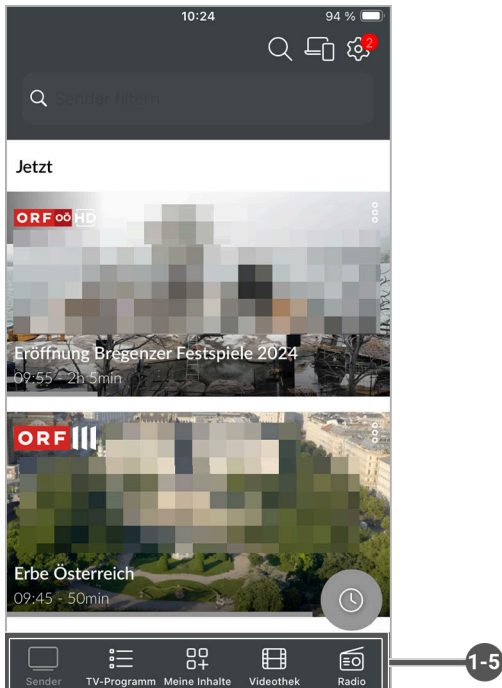 10:24
94 %
2
Sender filtern
Jetzt
ORF OÖ HD
Eröffnung Bregenzer Festspiele 2024
09:55 - 2h 5min
ORF III
Erbe Österreich
09:45 - 50min
Sender TV-Programm Meine Inhalte Videothek Radio
1-5